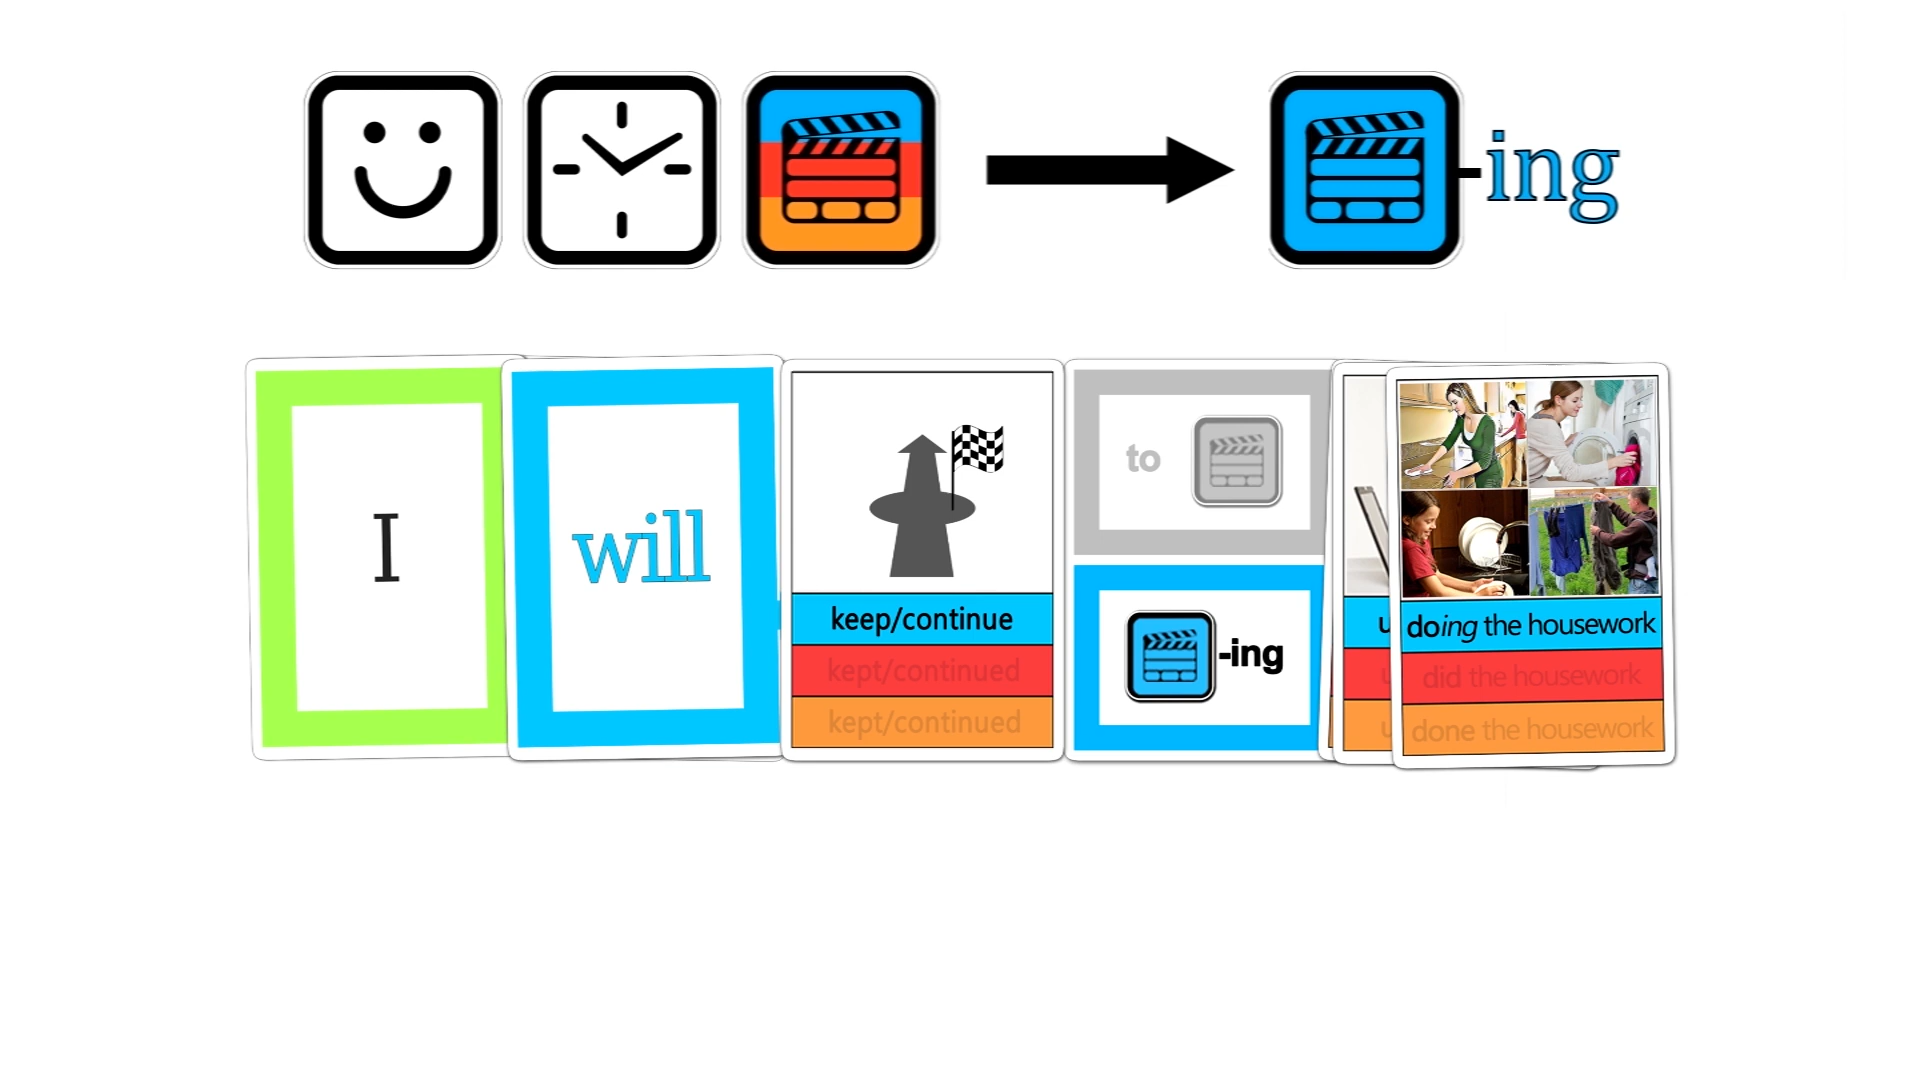 -ing
I
will
keep/continue
kept/continued
kept/continued
to
-ing
doing the housework
did the housework
done the housework